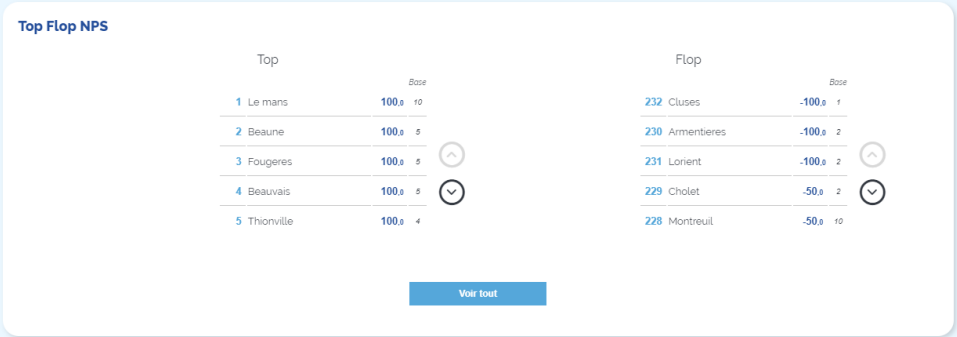 Top Flop NPS
Top
Base
1 Le mans 100,0 10
2 Beaune 100,0 5
3 Fougeres 100,0 5
4 Beauvais 100,0 5
5 Thionville 100,0 4
Flop
Base
232 Cluses -100,0 1
230 Armentieres -100,0 2
231 Lorient -100,0 2
229 Cholet -50,0 2
228 Montreuil -50,0 10
Voir tout